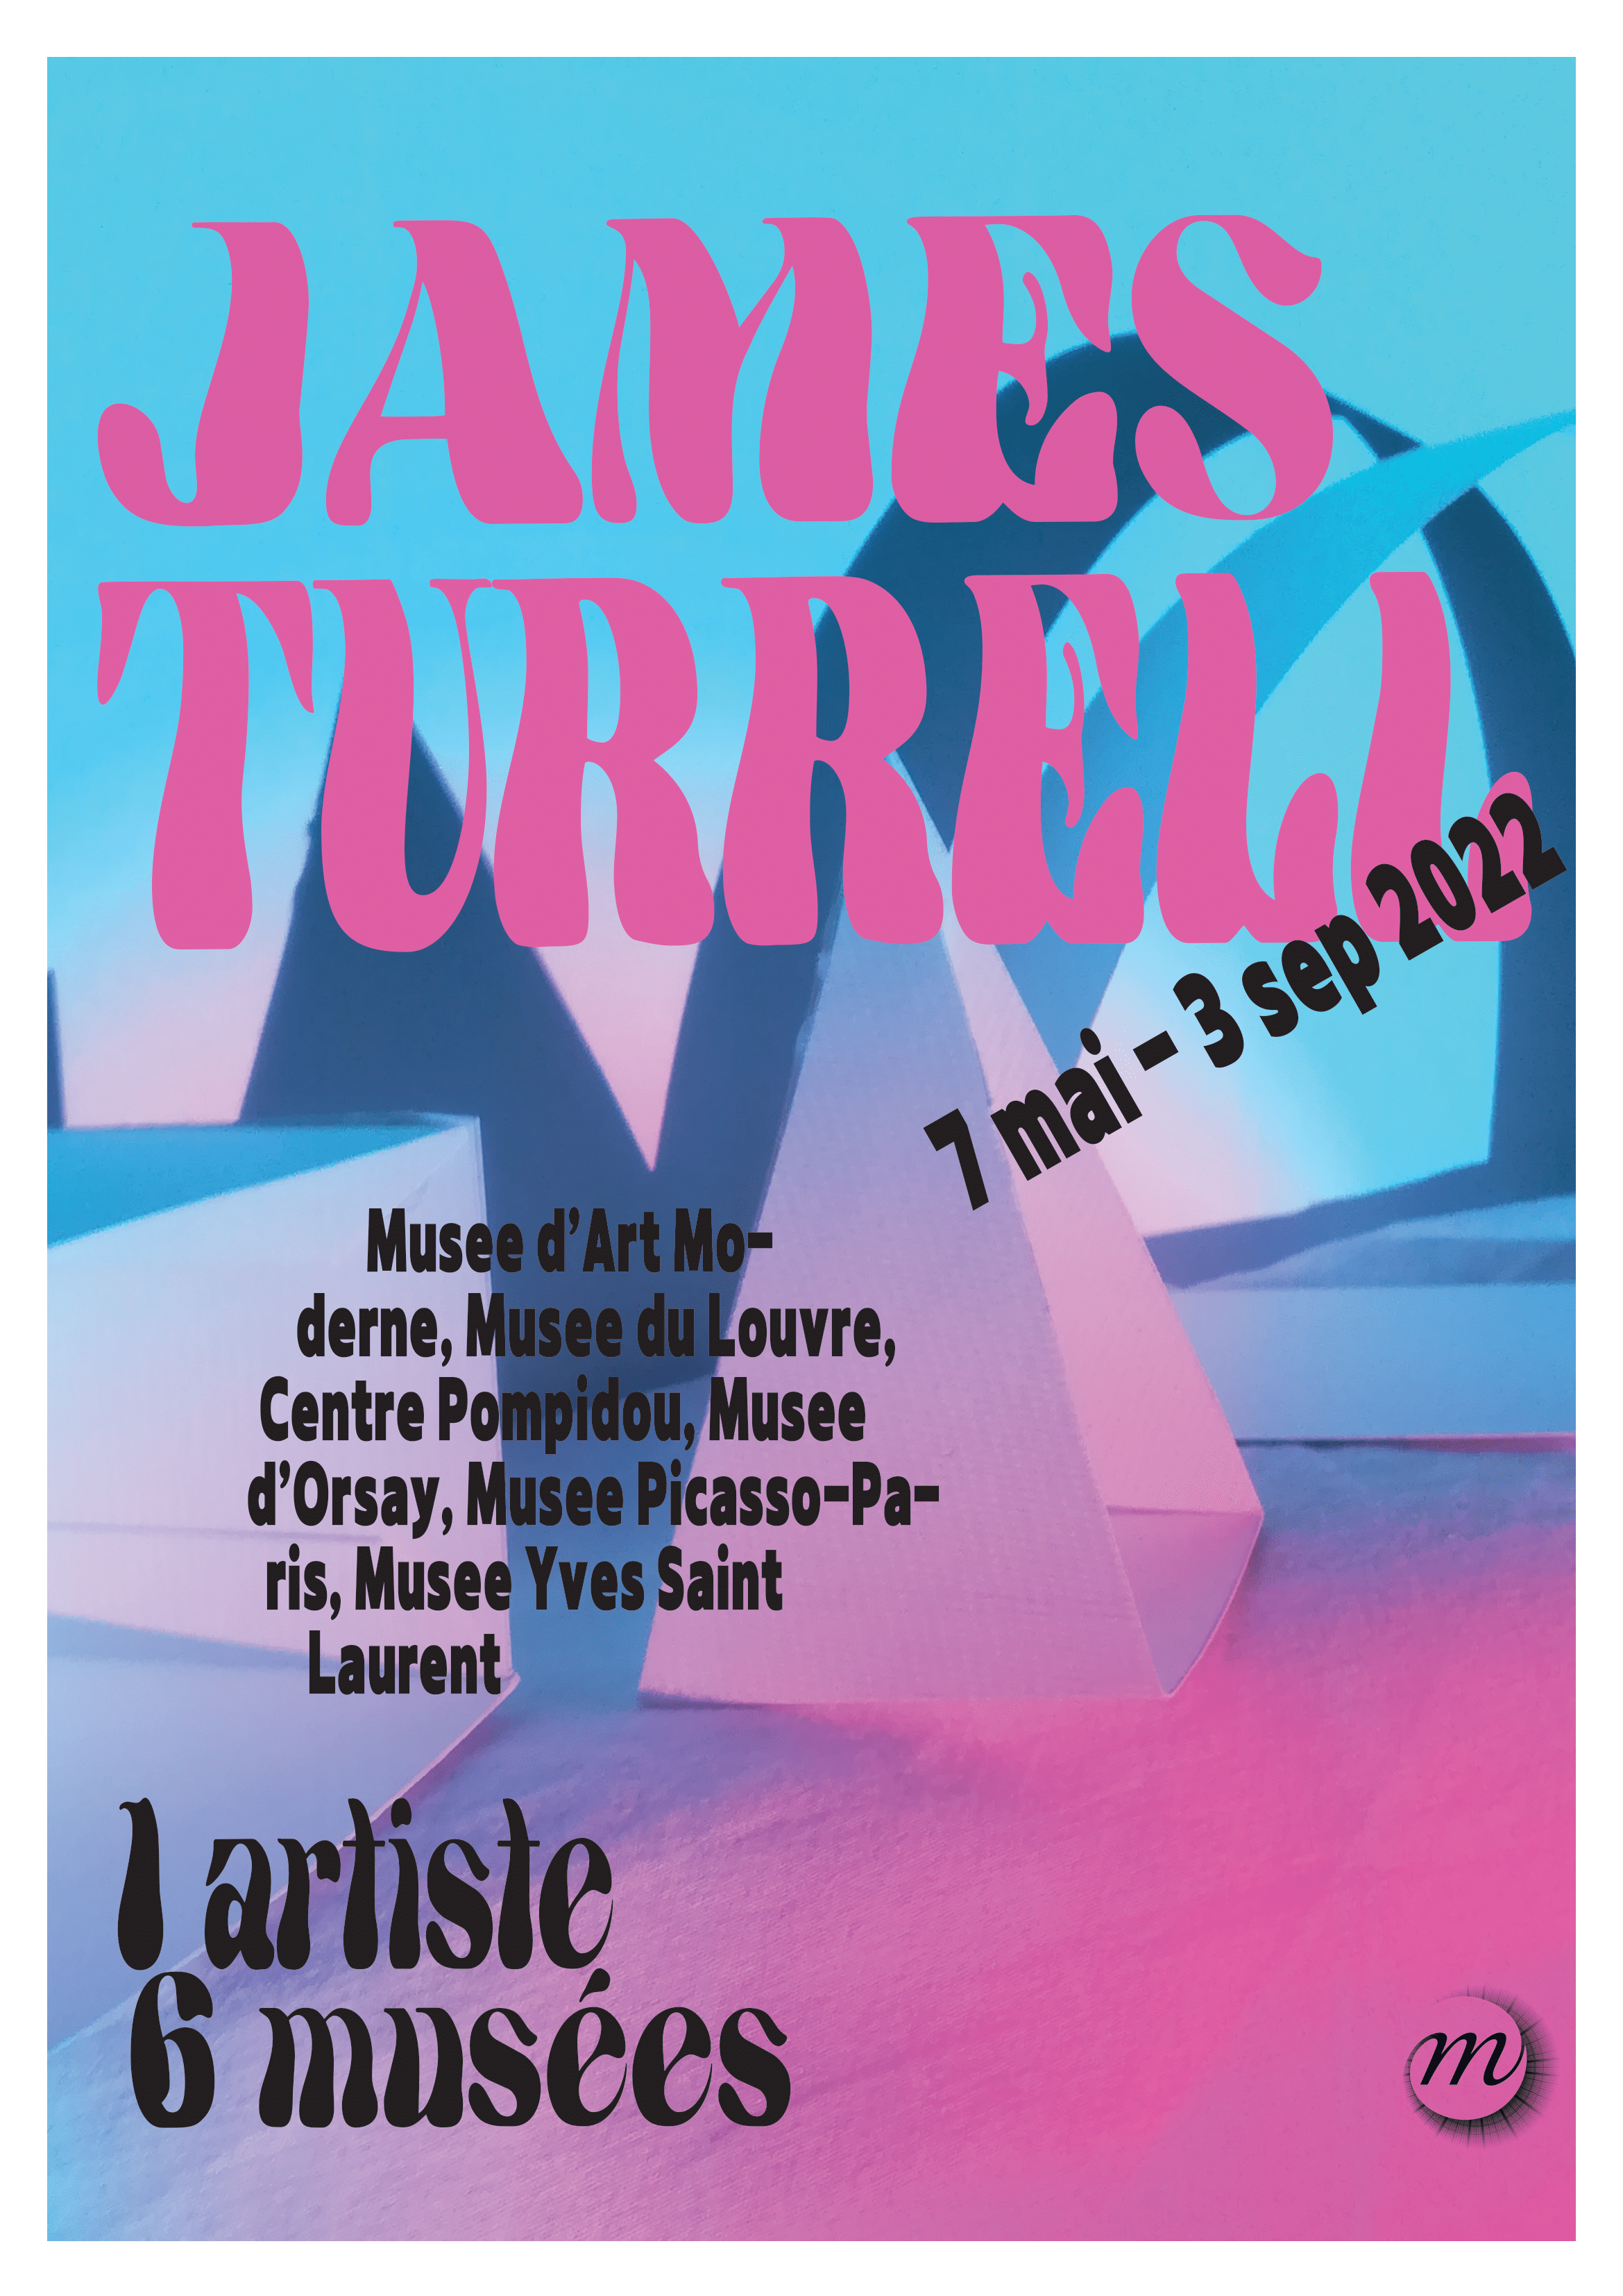 JAMES
TURRELL
7 mai – 3 sep 2022
Musee d’Art Mo–
derne, Musee du Louvre,
Centre Pompidou, Musee
d’Orsay, Musee Picasso–Pa–
ris, Musee Yves Saint
Laurent
1 artiste
6 musées
m